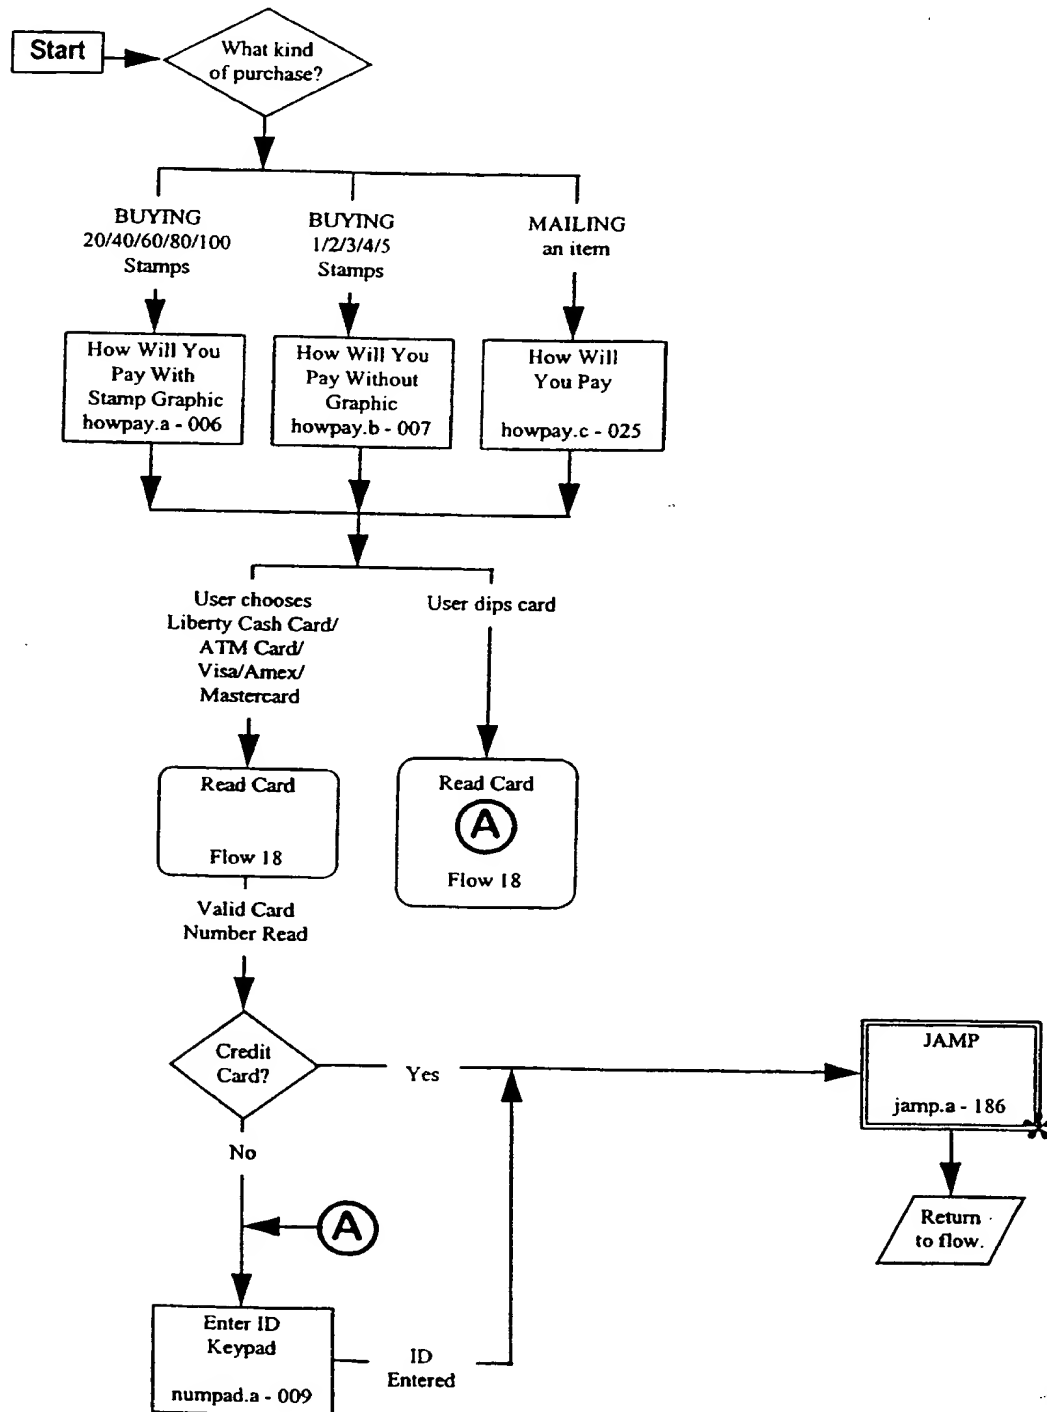 Start
What kind
of purchase?
BUYING
20/40/60/80/100
Stamps
BUYING
1/2/3/4/5
Stamps
MAILING
an item
How Will You
Pay With
Stamp Graphic
howpay.a - 006
How Will You
Pay Without
Graphic
howpay.b - 007
How Will
You Pay
howpay.c - 025
User chooses
Liberty Cash Card/
ATM Card/
Visa/Amex/
Mastercard
User dips card
Read Card
Flow 18
Read Card
A
Flow 18
Valid Card
Number Read
Credit
Card?
Yes
JAMP
jamp.a - 186
No
A
Return
to flow.
Enter ID
Keypad
numpad.a - 009
ID
Entered